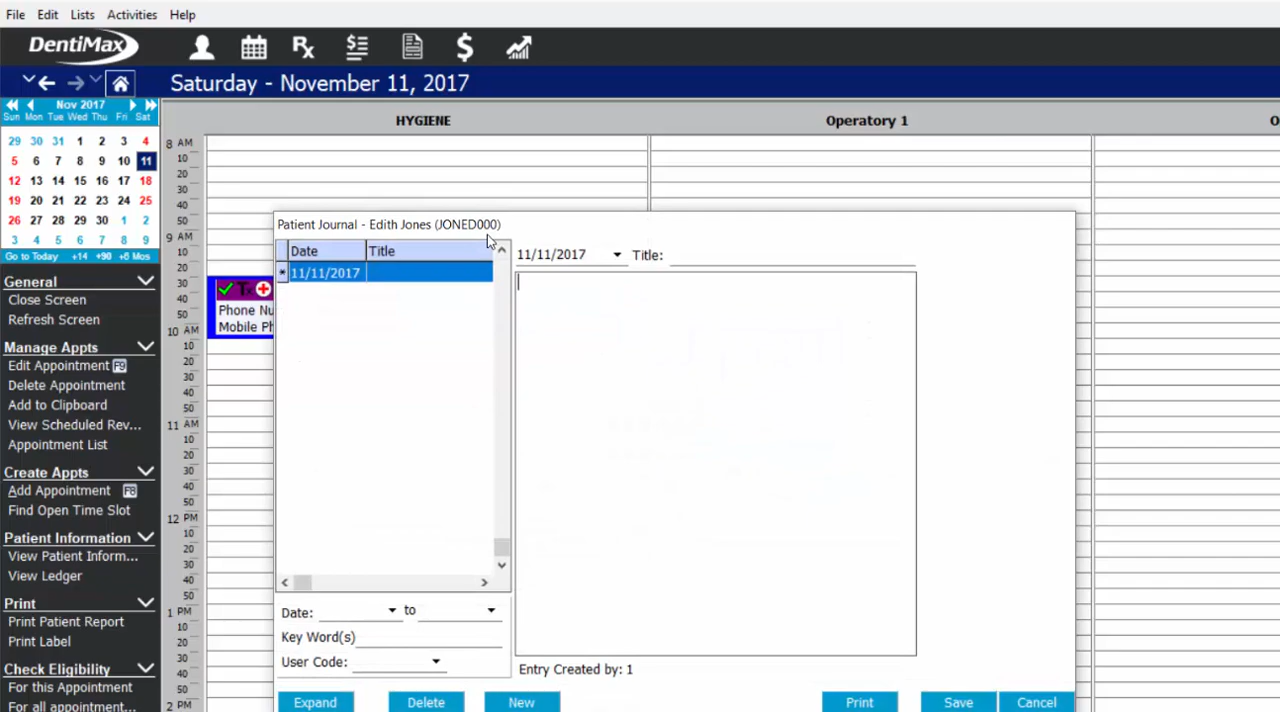 File Edit Lists Activities Help
DentiMax
Saturday - November 11, 2017
Nov 2017
Sun Mon Tue Wed Thu Fri Sat
29 30 31 1 2 3 4
5 6 7 8 9 10 11
12 13 14 15 16 17 18
19 20 21 22 23 24 25
26 27 28 29 30 1 2
3 4 5 6 7 8 9
Go to Today +14 +90 +6 Mos
General
Close Screen
Refresh Screen
Manage Appts
Edit Appointment F9
Delete Appointment
Add to Clipboard
View Scheduled Rev...
Appointment List
Create Appts
Add Appointment F8
Find Open Time Slot
Patient Information
View Patient Inform...
View Ledger
Print
Print Patient Report
Print Label
Check Eligibility
For this Appointment
For all appointment...
HYGIENE Operatory 1 O
8 AM
10
20
30
40
50
9 AM
10
20
30
40
50
10 AM
10
20
30
40
50
11 AM
10
20
30
40
50
12 PM
10
20
30
40
50
1 PM
10
20
30
40
50
2 PM
Tx
Phone Nu
Mobile Ph
Patient Journal - Edith Jones (JONED000)
Date Title
* 11/11/2017
Date: to
Key Word(s)
User Code:
Expand Delete New
11/11/2017 Title:
Entry Created by: 1
Print Save Cancel